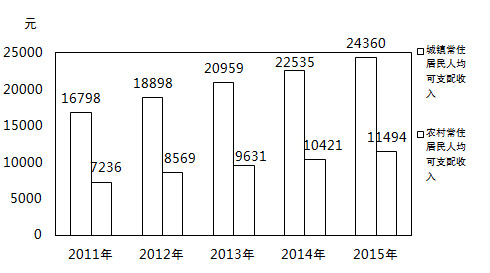 元
25000
20000
15000
10000
5000
0
16798
7236
18898
8569
20959
9631
22535
10421
24360
11494
2011年
2012年
2013年
2014年
2015年
城镇常住
居民人均
可支配收
入
农村常住
居民人均
可支配收
入